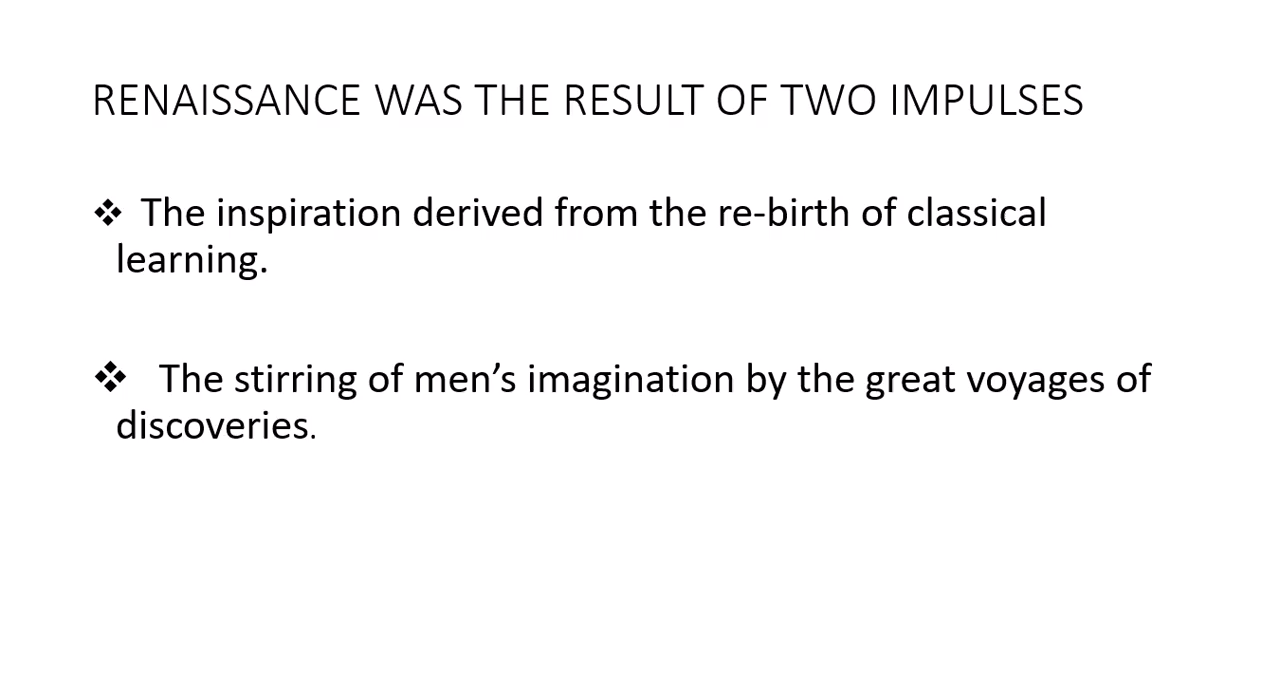 RENAISSANCE WAS THE RESULT OF TWO IMPULSES
❖ The inspiration derived from the re-birth of classical
learning.
❖ The stirring of men’s imagination by the great voyages of
discoveries.